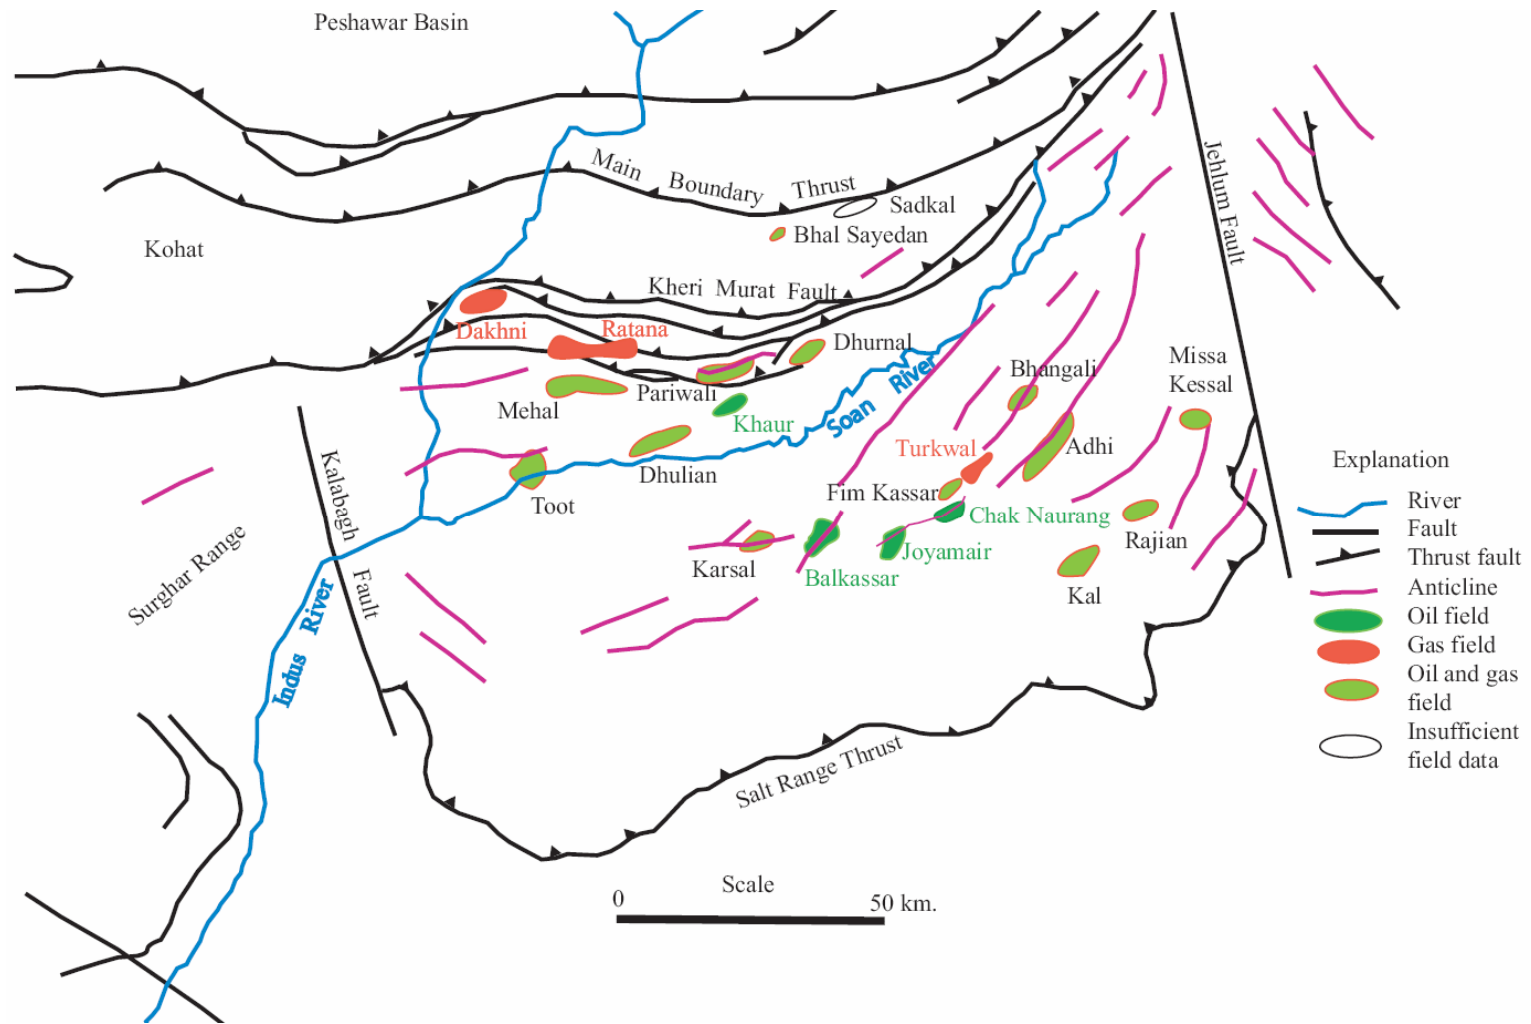 Peshawar Basin
Main Boundary Thrust
Jehlum Fault
Sadkal
Bhal Sayedan
Kohat
Kheri Murat Fault
Dakhni
Ratana
Dhurnal
Missa
Kessal
Bhangali
Pariwali
Mehal
Khaur
Soan River
Turkwal
Adhi
Dhulian
Toot
Fim Kassar
Chak Naurang
Rajian
Joyamair
Karsal
Balkassar
Kal
Kalabagh Fault
Surghar Range
Indus River
Salt Range Thrust
Explanation
River
Fault
Thrust fault
Anticline
Oil field
Gas field
Oil and gas
field
Insufficient
field data
Scale
0
50 km.